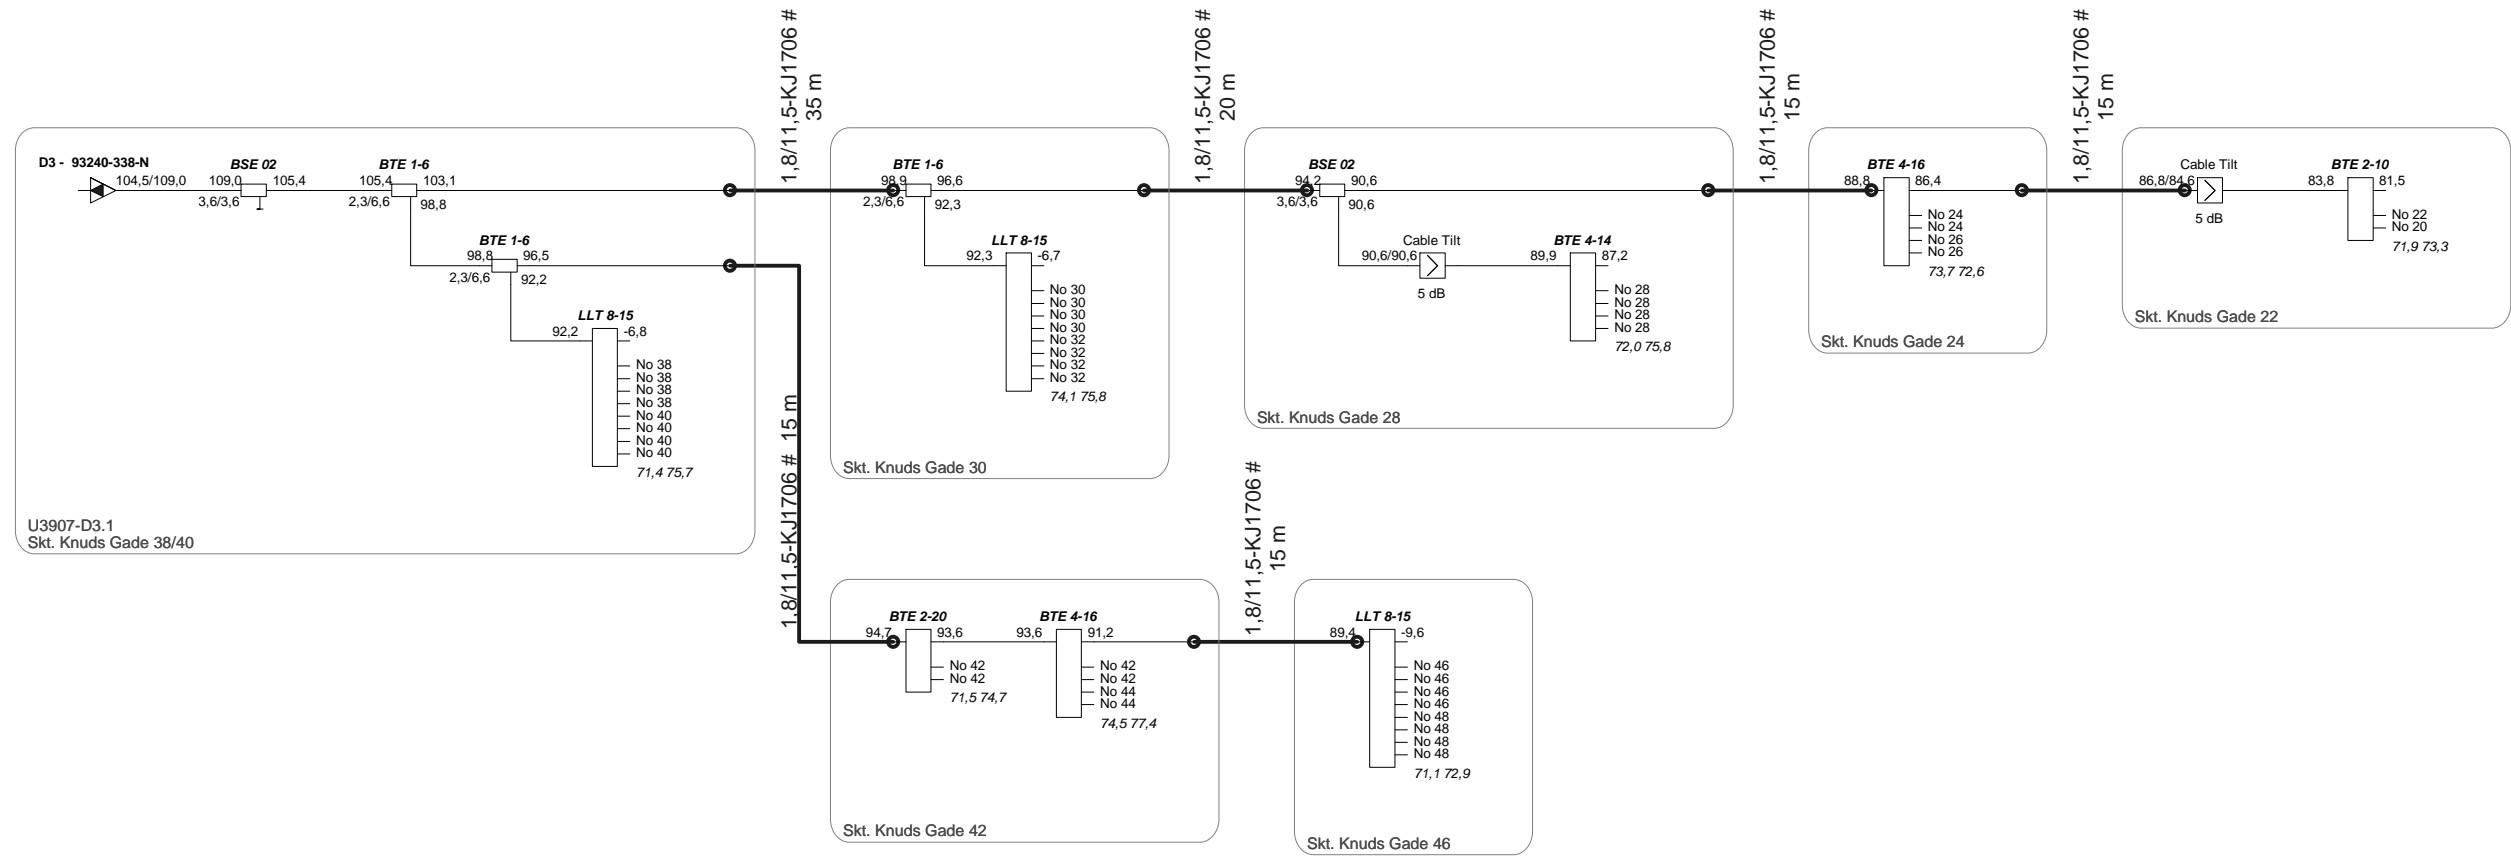 1,8/11,5-KJ1706 #
35 m
1,8/11,5-KJ1706 #
20 m
1,8/11,5-KJ1706 #
15 m
1,8/11,5-KJ1706 #
15 m
D3 - 93240-338-N
104,5/109,0
BSE 02
109,0
105,4
3,6/3,6
BTE 1-6
105,4
103,1
2,3/6,6
98,8
BTE 1-6
98,8
96,5
2,3/6,6
92,2
LLT 8-15
92,2
-6,8
No 38
No 38
No 38
No 38
No 40
No 40
No 40
No 40
71,4 75,7
U3907-D3.1
Skt. Knuds Gade 38/40
BTE 1-6
98,9
96,6
2,3/6,6
92,3
LLT 8-15
92,3
-6,7
No 30
No 30
No 30
No 30
No 32
No 32
No 32
No 32
74,1 75,8
Skt. Knuds Gade 30
BSE 02
94,2
90,6
3,6/3,6
90,6
Cable Tilt
90,6/90,6
5 dB
BTE 4-14
89,9
87,2
No 28
No 28
No 28
No 28
72,0 75,8
Skt. Knuds Gade 28
BTE 4-16
88,8
86,4
No 24
No 24
No 26
No 26
73,7 72,6
Skt. Knuds Gade 24
Cable Tilt
86,8/84,6
5 dB
BTE 2-10
83,8
81,5
No 22
No 20
71,9 73,3
Skt. Knuds Gade 22
1,8/11,5-KJ1706 # 15 m
BTE 2-20
94,7
93,6
No 42
No 42
71,5 74,7
BTE 4-16
93,6
91,2
No 42
No 42
No 44
No 44
74,5 77,4
Skt. Knuds Gade 42
1,8/11,5-KJ1706 #
15 m
LLT 8-15
89,4
-9,6
No 46
No 46
No 46
No 46
No 48
No 48
No 48
No 48
71,1 72,9
Skt. Knuds Gade 46